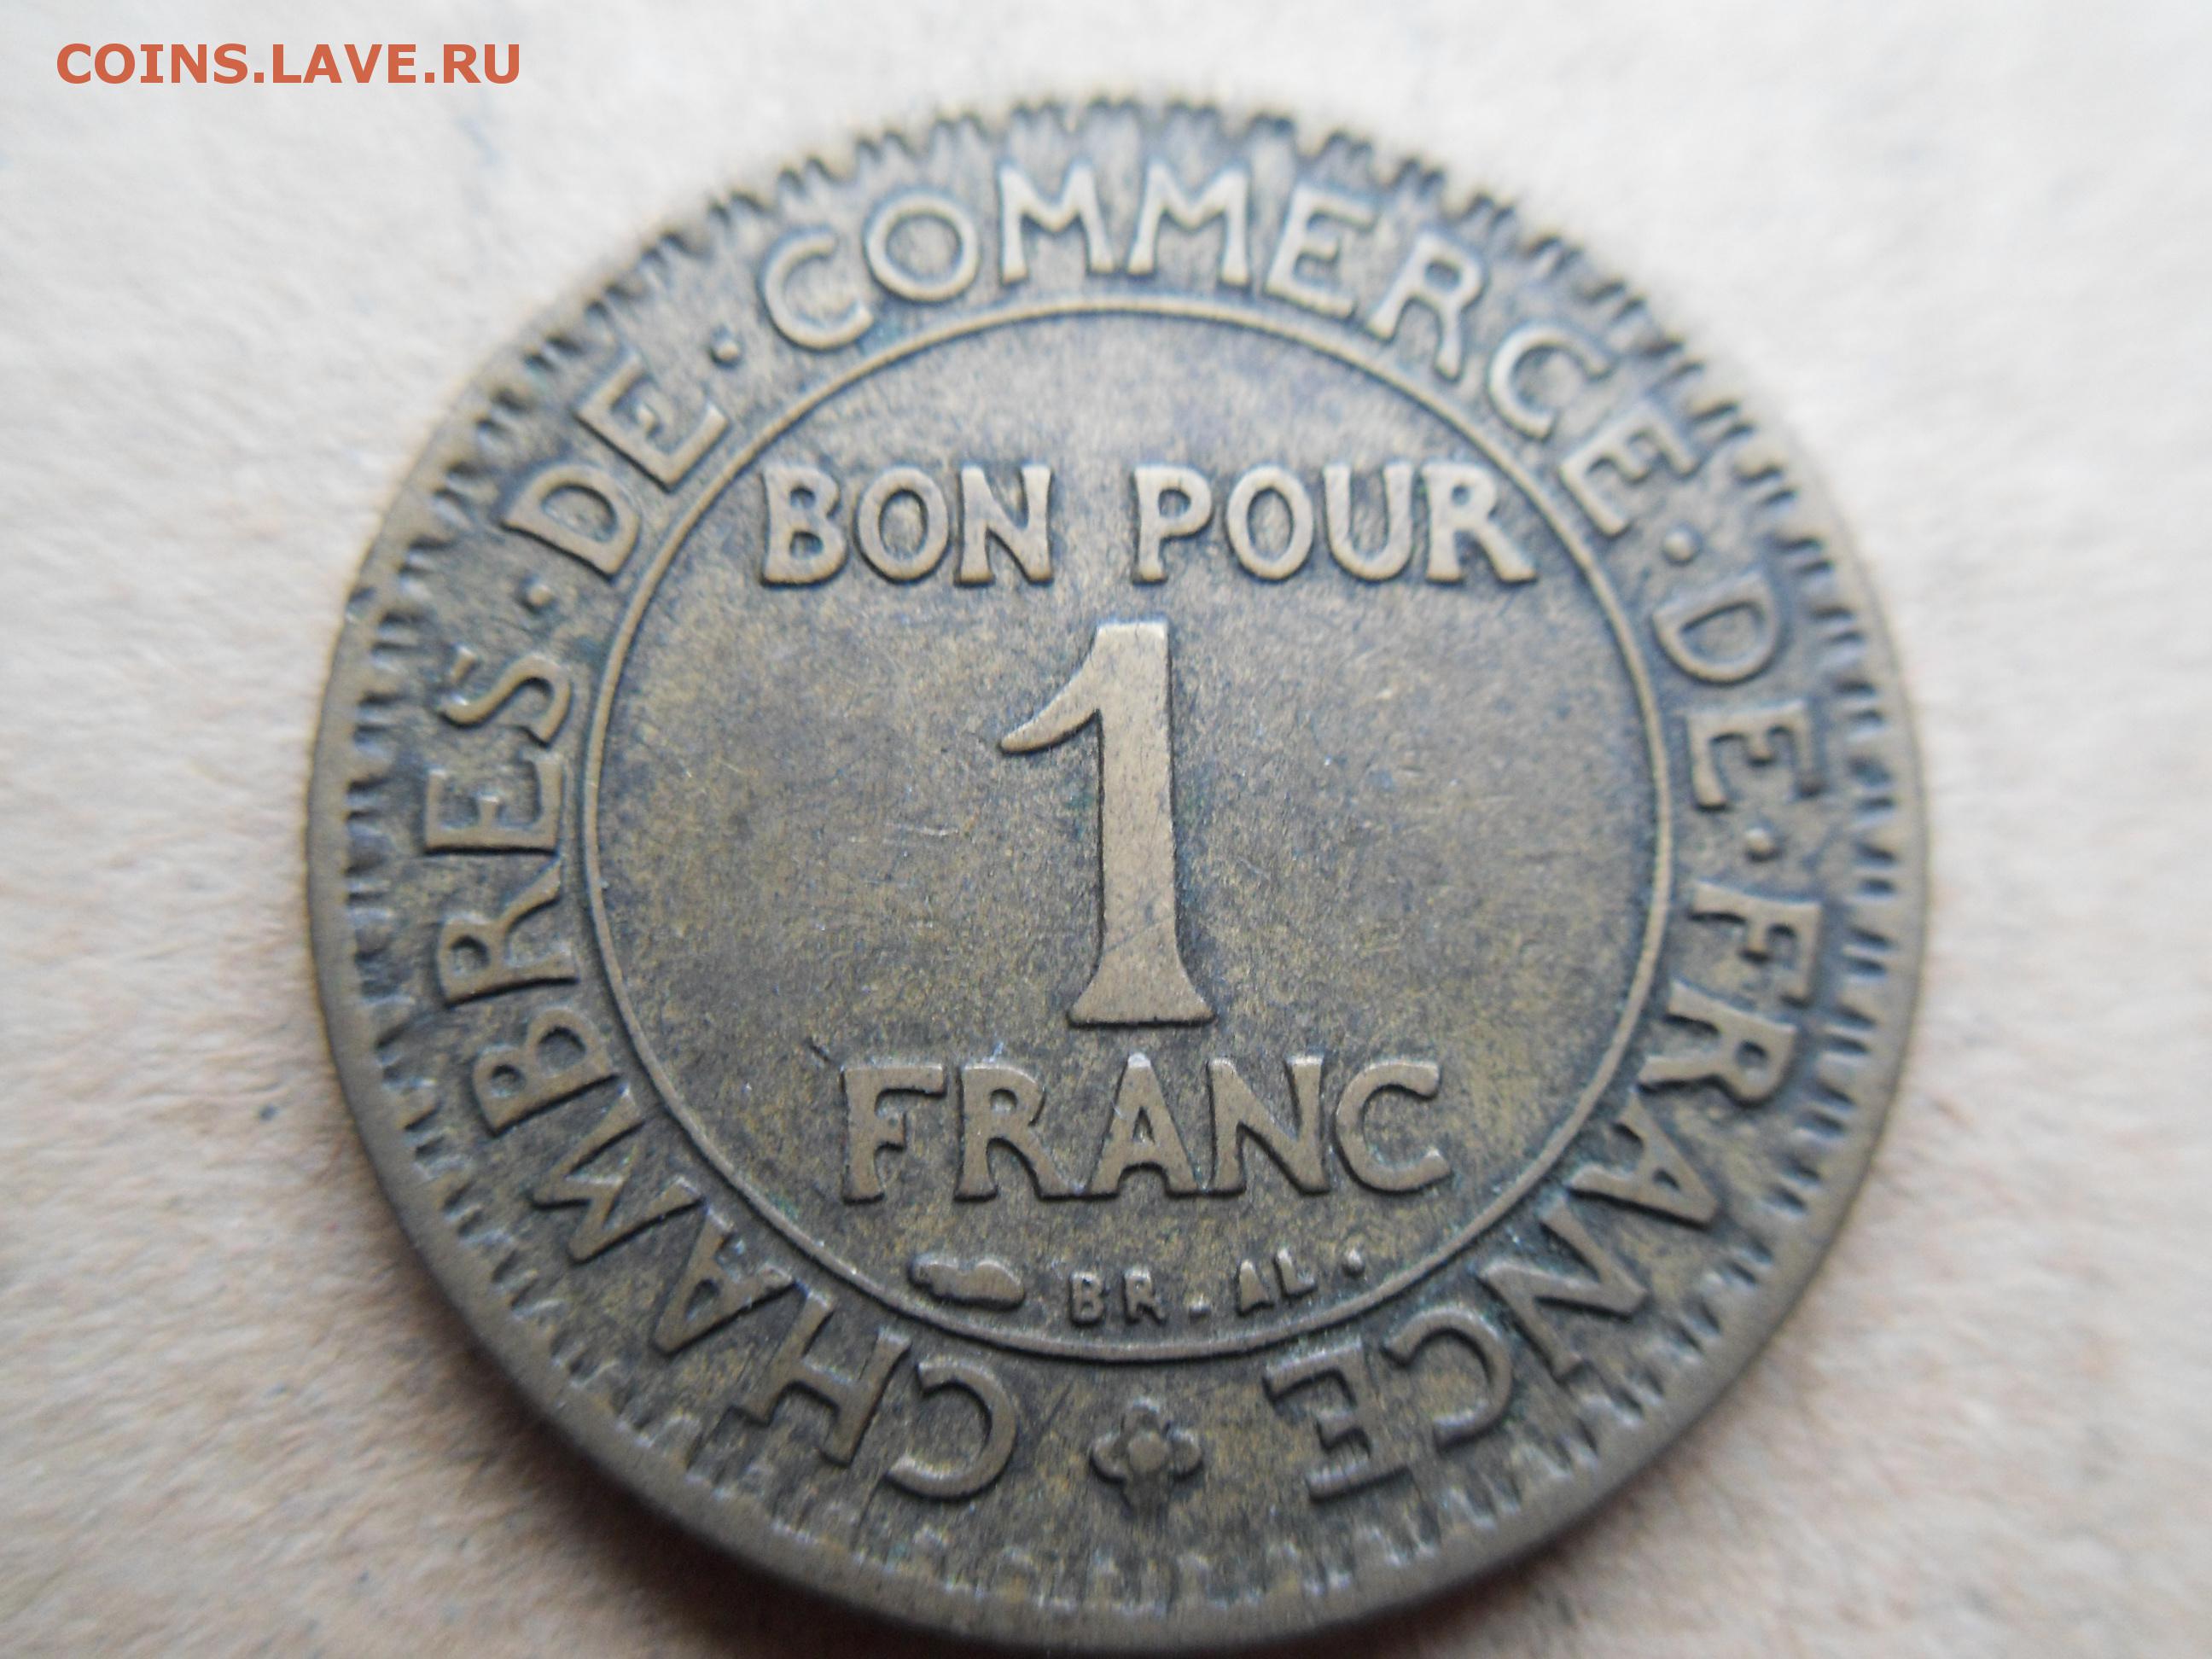 COINS.LAVE.RU
CHAMBRES·DE·COMMERCE·DE·FRANCE
BON POUR
1
FRANC
BR.AL.